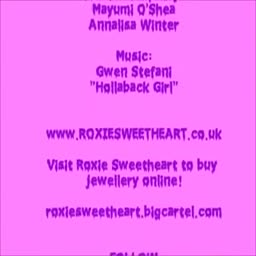 Mayumi O'Shea
Annalisa Winter
Music:
Gwen Stefani
"Hollaback Girl"
www.ROXIESWEETHEART.co.uk
Visit Roxie Sweetheart to buy
jewellery online!
roxiesweetheart.bigcartel.com
FOLLOW